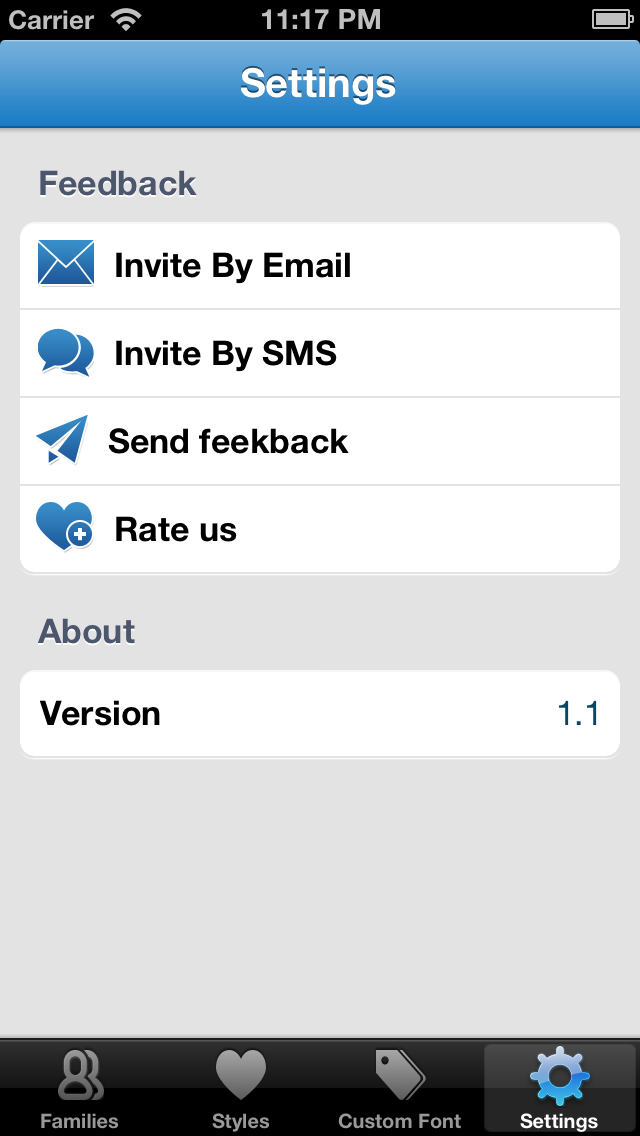 Carrier 11:17 PM
Settings
Feedback
Invite By Email
Invite By SMS
Send feekback
Rate us
About
Version 1.1
Families Styles Custom Font Settings